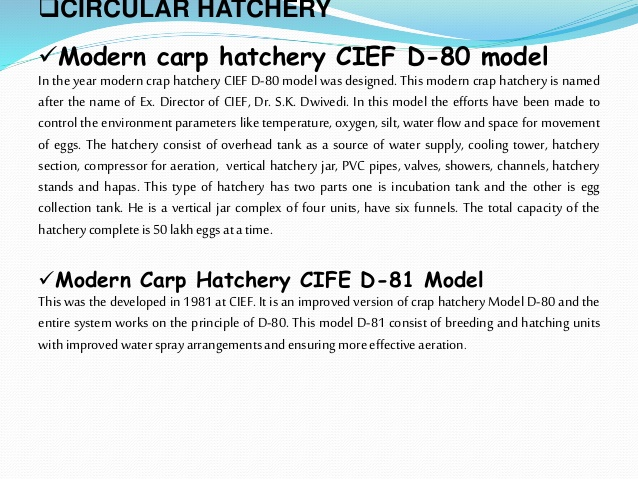 ❑CIRCULAR HATCHERY
✓Modern carp hatchery CIEF D-80 model
In the year modern crap hatchery CIEF D-80 model was designed. This modern crap hatchery is named
after the name of Ex. Director of CIEF, Dr. S.K. Dwivedi. In this model the efforts have been made to
control the environment parameters like temperature, oxygen, silt, water flow and space for movement
of eggs. The hatchery consist of overhead tank as a source of water supply, cooling tower, hatchery
section, compressor for aeration, vertical hatchery jar, PVC pipes, valves, showers, channels, hatchery
stands and hapas. This type of hatchery has two parts one is incubation tank and the other is egg
collection tank. He is a vertical jar complex of four units, have six funnels. The total capacity of the
hatchery complete is 50 lakh eggs at a time.
✓Modern Carp Hatchery CIFE D-81 Model
This was the developed in 1981 at CIEF. It is an improved version of crap hatchery Model D-80 and the
entire system works on the principle of D-80. This model D-81 consist of breeding and hatching units
with improved water spray arrangements and ensuring more effective aeration.